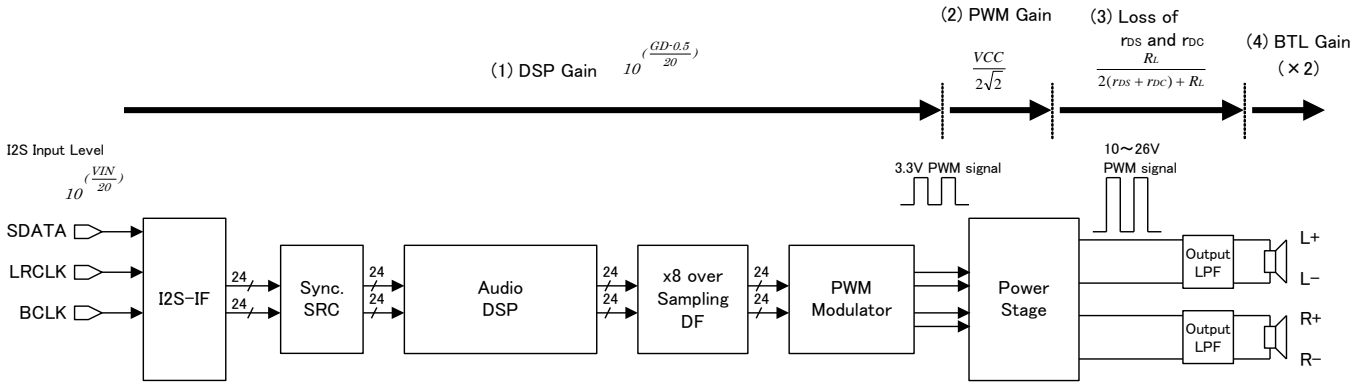 (1) DSP Gain 10^((GD-0.5)/20)
(2) PWM Gain
VCC
2√2
(3) Loss of
rDS and rDC
RL
2(rDS + rDC) + RL
(4) BTL Gain
(×2)
I2S Input Level
10^(VIN/20)
3.3V PWM signal
10～26V
PWM signal
SDATA
LRCLK
BCLK
I2S-IF
24
24
Sync.
SRC
24
24
Audio
DSP
24
24
x8 over
Sampling
DF
24
24
PWM
Modulator
Power
Stage
Output
LPF
L+
L-
Output
LPF
R+
R-